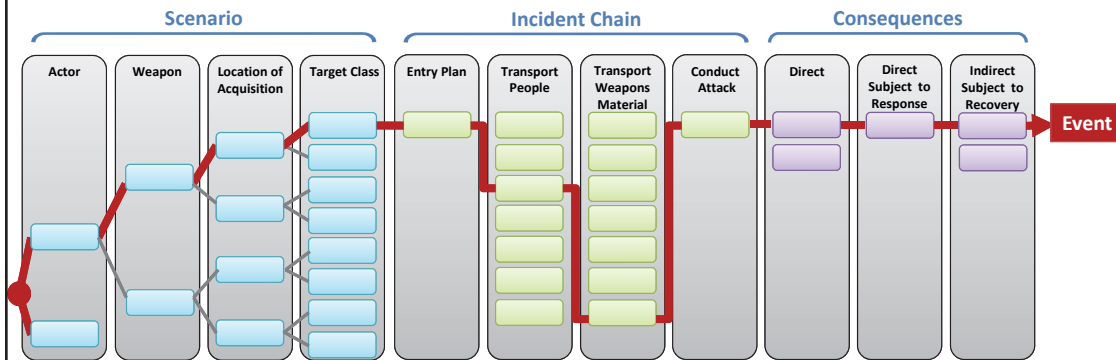 Scenario
Incident Chain
Consequences
Actor
Weapon
Location of
Acquisition
Target Class
Entry Plan
Transport
People
Transport
Weapons
Material
Conduct
Attack
Direct
Direct
Subject to
Response
Indirect
Subject to
Recovery
Event